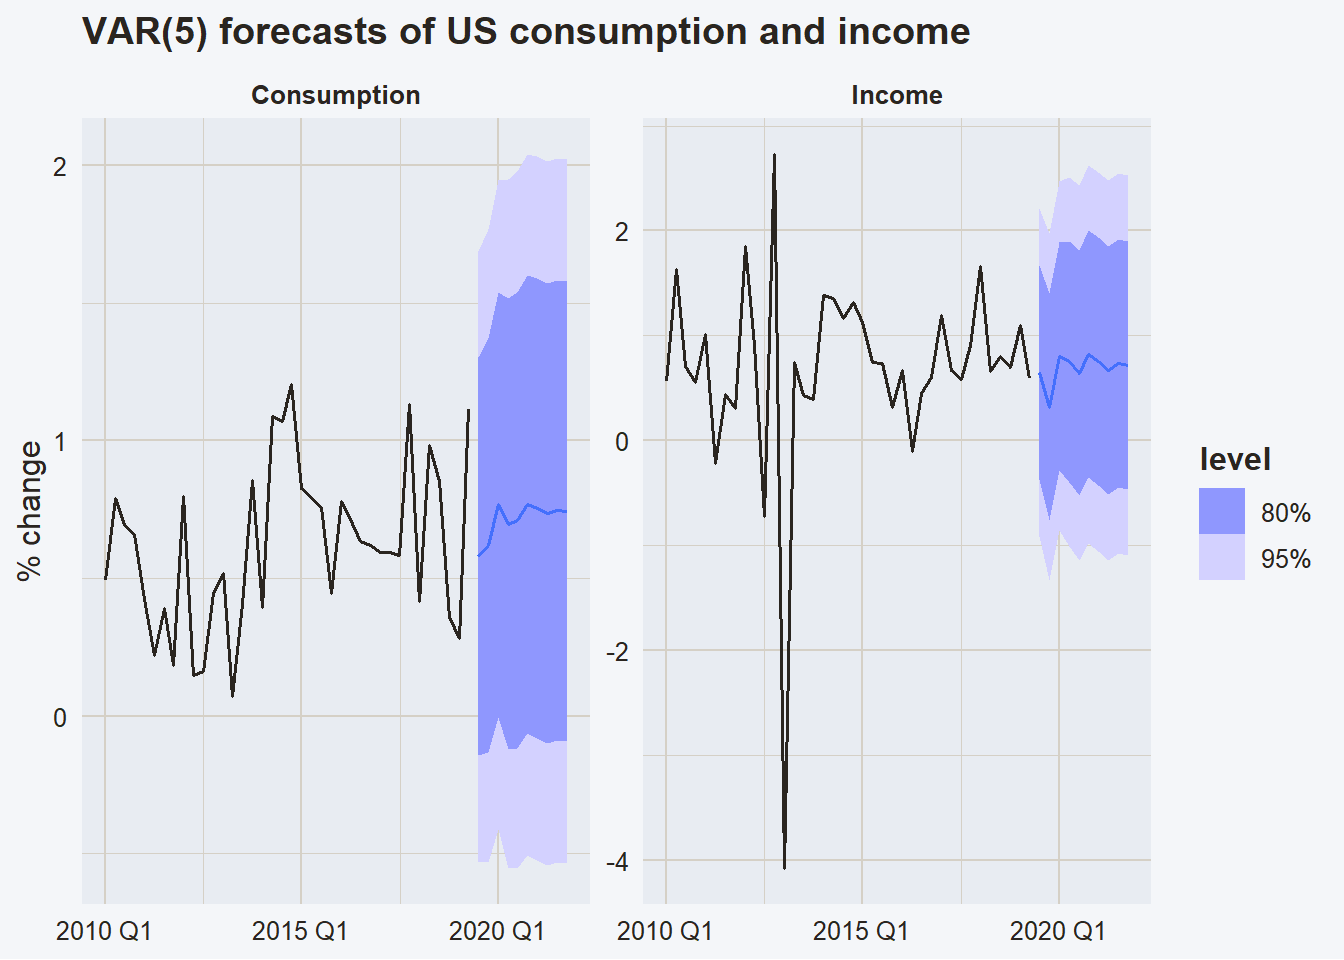 VAR(5) forecasts of US consumption and income
Consumption
Income
% change
2
1
0
2
0
-2
-4
2010 Q1
2015 Q1
2020 Q1
2010 Q1
2015 Q1
2020 Q1
level
80%
95%